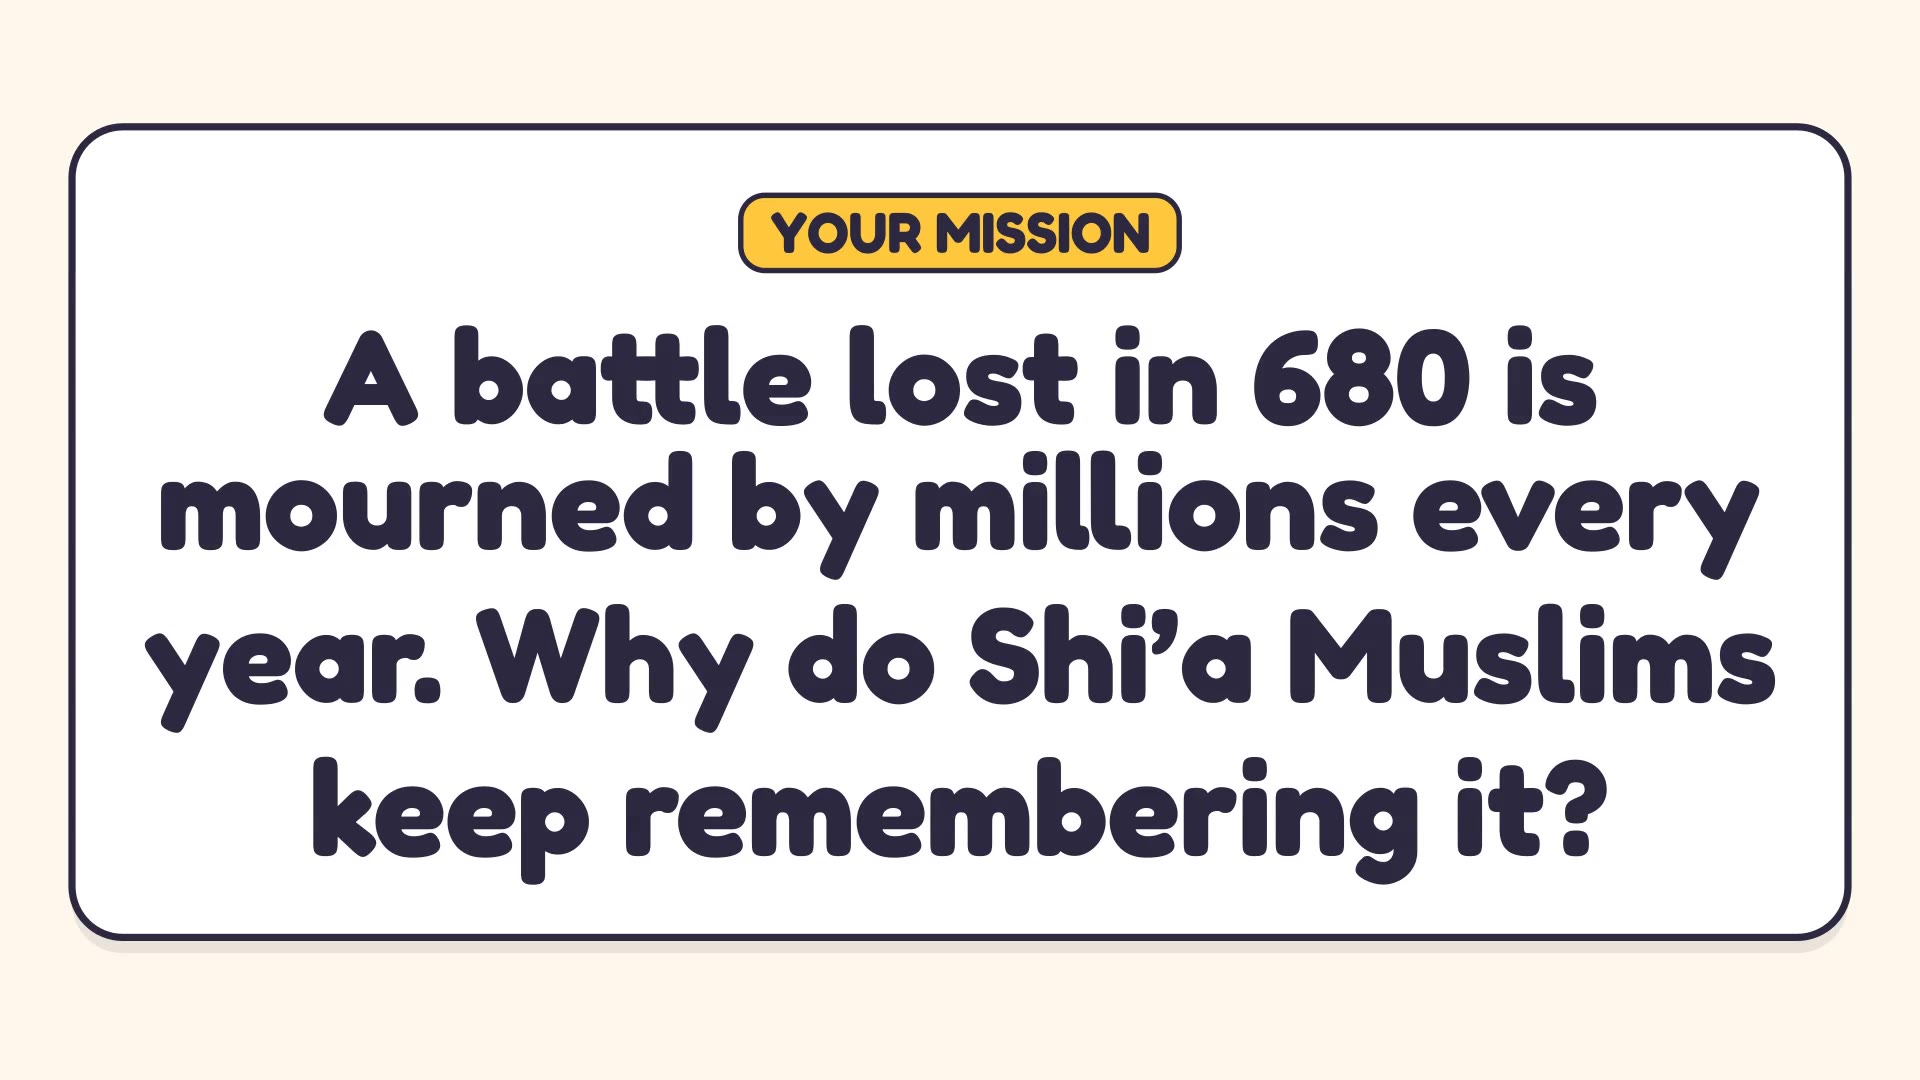 YOUR MISSION
A battle lost in 680 is
mourned by millions every
year. Why do Shi’a Muslims
keep remembering it?